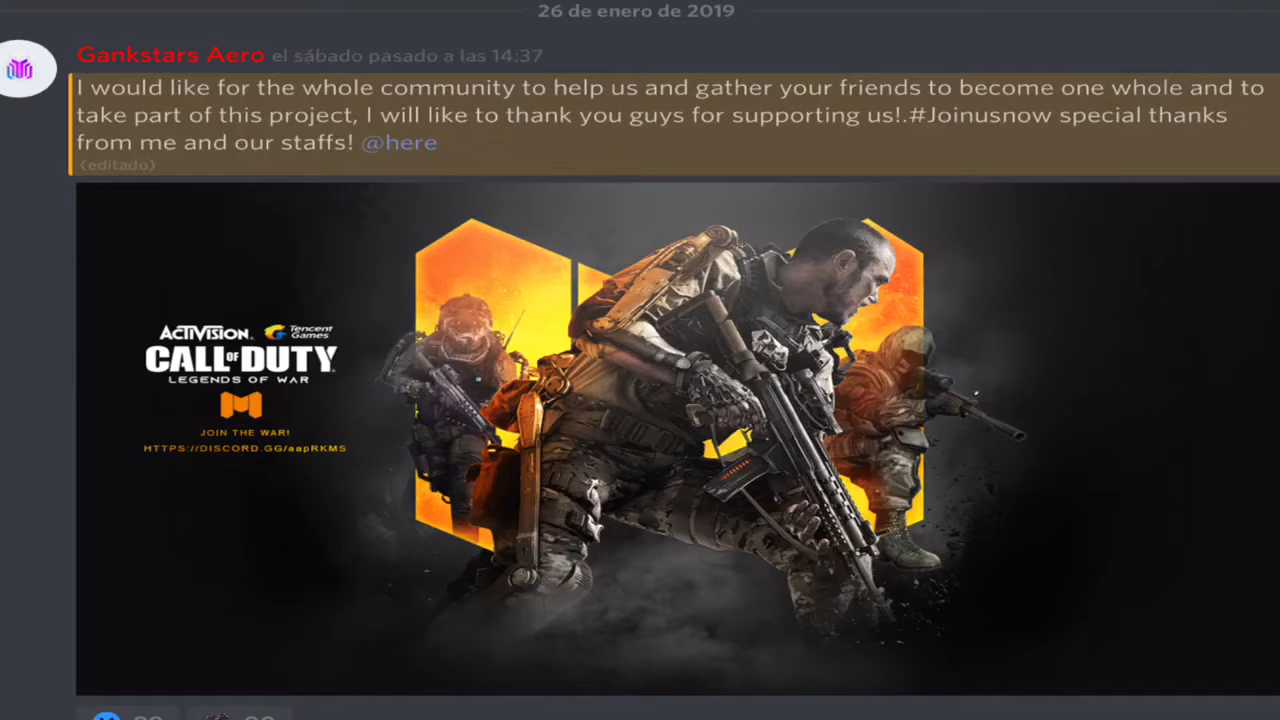 26 de enero de 2019
Gankstars Aero el sábado pasado a las 14:37
I would like for the whole community to help us and gather your friends to become one whole and to
take part of this project, I will like to thank you guys for supporting us!.#Joinusnow special thanks
from me and our staffs! @here
(editado)
ACTIVISION. Tencent Games
CALL OF DUTY
LEGENDS OF WAR
JOIN THE WAR!
HTTPS://DISCORD.GG/aapRKMS